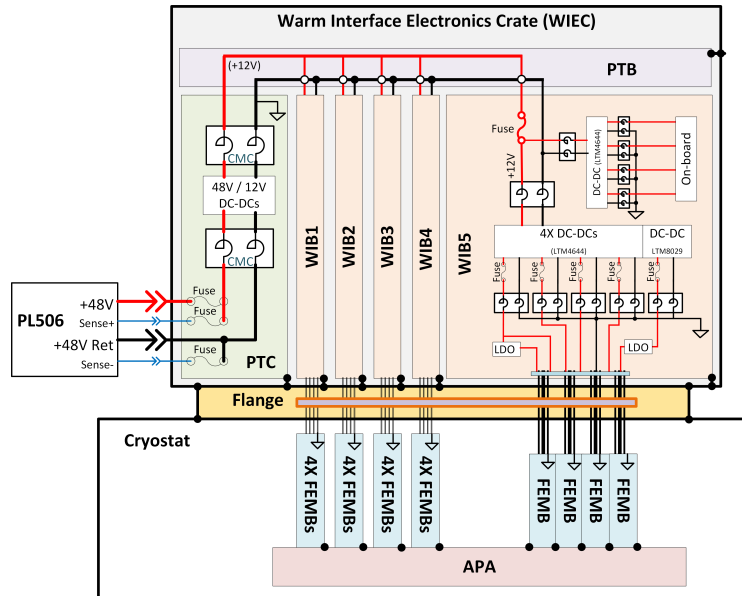 Warm Interface Electronics Crate (WIEC)
(+12V)
PTB
Fuse
+12V
DC-DC (LTM4644)
On-board
CMC
48V / 12V
DC-DCs
CMC
WIB1
WIB2
WIB3
WIB4
WIB5
4X DC-DCs
(LTM4644)
DC-DC
LTM8029
Fuse
Fuse
Fuse
Fuse
LDO
LDO
PL506
+48V
Sense+
+48V Ret
Sense-
Fuse
Fuse
Fuse
PTC
Flange
Cryostat
4X FEMBs
4X FEMBs
4X FEMBs
4X FEMBs
FEMB
FEMB
FEMB
FEMB
APA